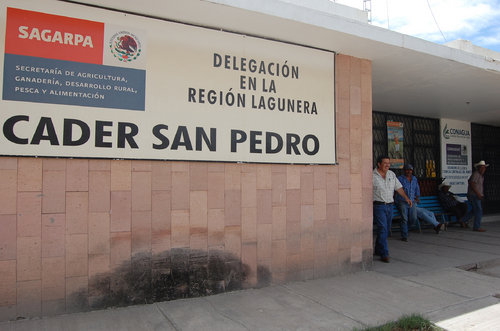 SAGARPA
SECRETARÍA DE AGRICULTURA,
GANADERÍA, DESARROLLO RURAL,
PESCA Y ALIMENTACIÓN
DELEGACIÓN
EN LA
REGIÓN LAGUNERA
CADER SAN PEDRO
CONAGUA